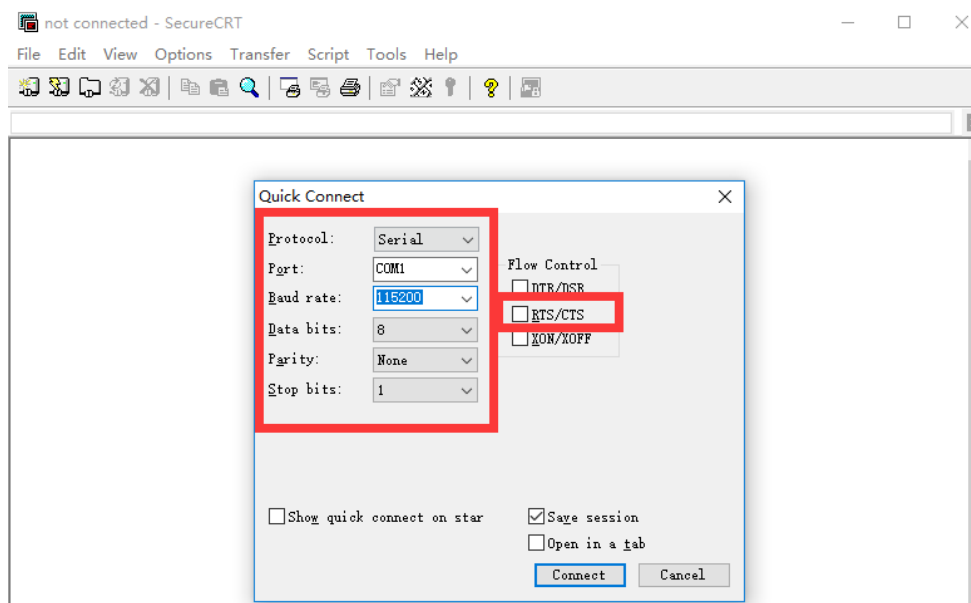 not connected - SecureCRT
File Edit View Options Transfer Script Tools Help
Quick Connect
Protocol: Serial
Port: COM1
Baud rate: 115200
Data bits: 8
Parity: None
Stop bits: 1
Flow Control
DTR/DSR
RTS/CTS
XON/XOFF
Show quick connect on star
Save session
Open in a tab
Connect Cancel